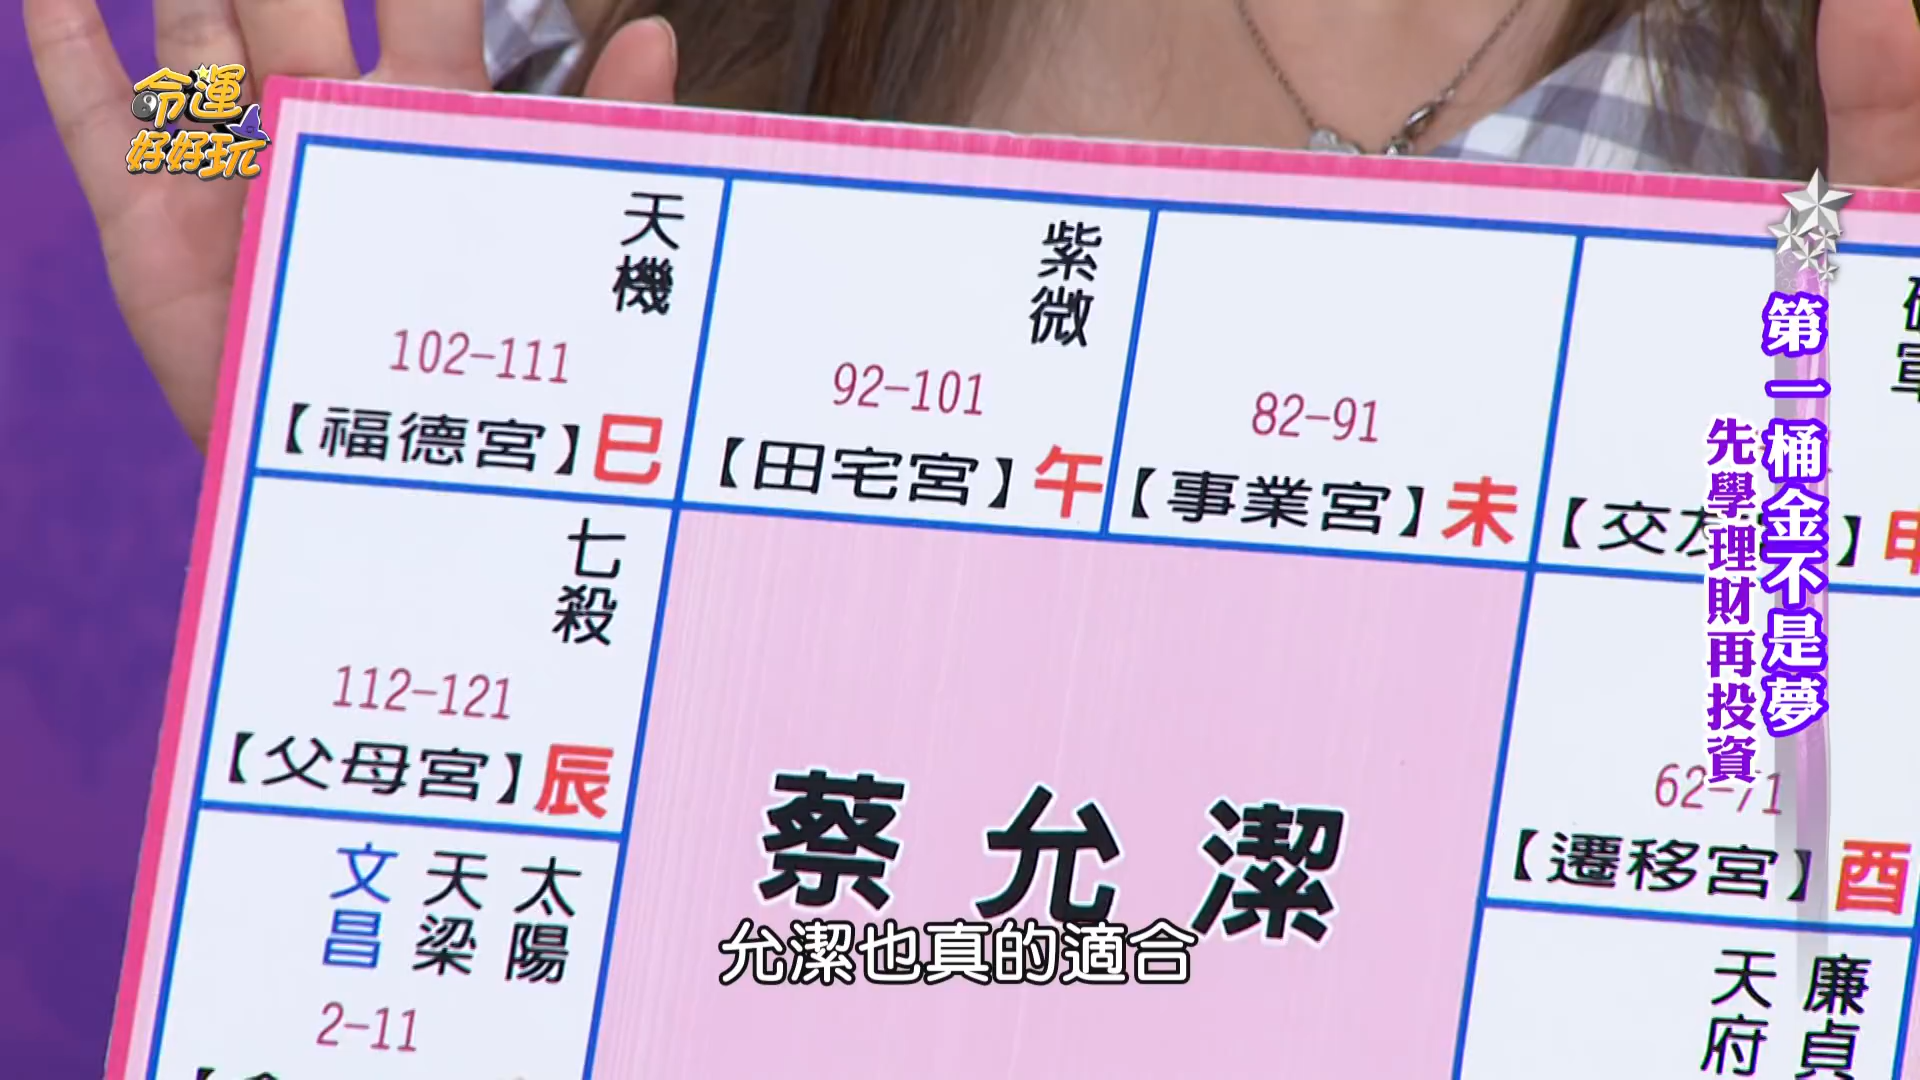 命運
好好玩
天機
102-111
【福德宮】巳
紫微
92-101
【田宅宮】午
82-91
【事業宮】未
軍
【交友
】
第一桶金不是夢
先學理財再投資
七殺
112-121
【父母宮】辰
蔡允潔
62-71
【遷移宮】酉
太陽
天梁
文昌
2-11
廉貞
天府
允潔也真的適合